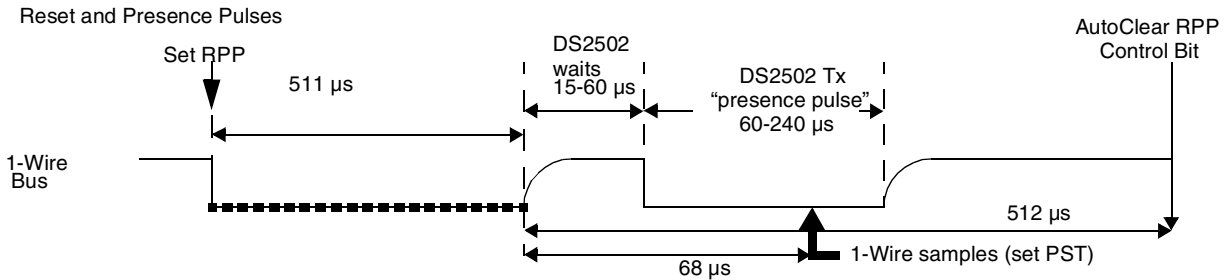 Reset and Presence Pulses
Set RPP
511 µs
DS2502
waits
15-60 µs
DS2502 Tx
“presence pulse”
60-240 µs
AutoClear RPP
Control Bit
1-Wire
Bus
512 µs
68 µs
1-Wire samples (set PST)